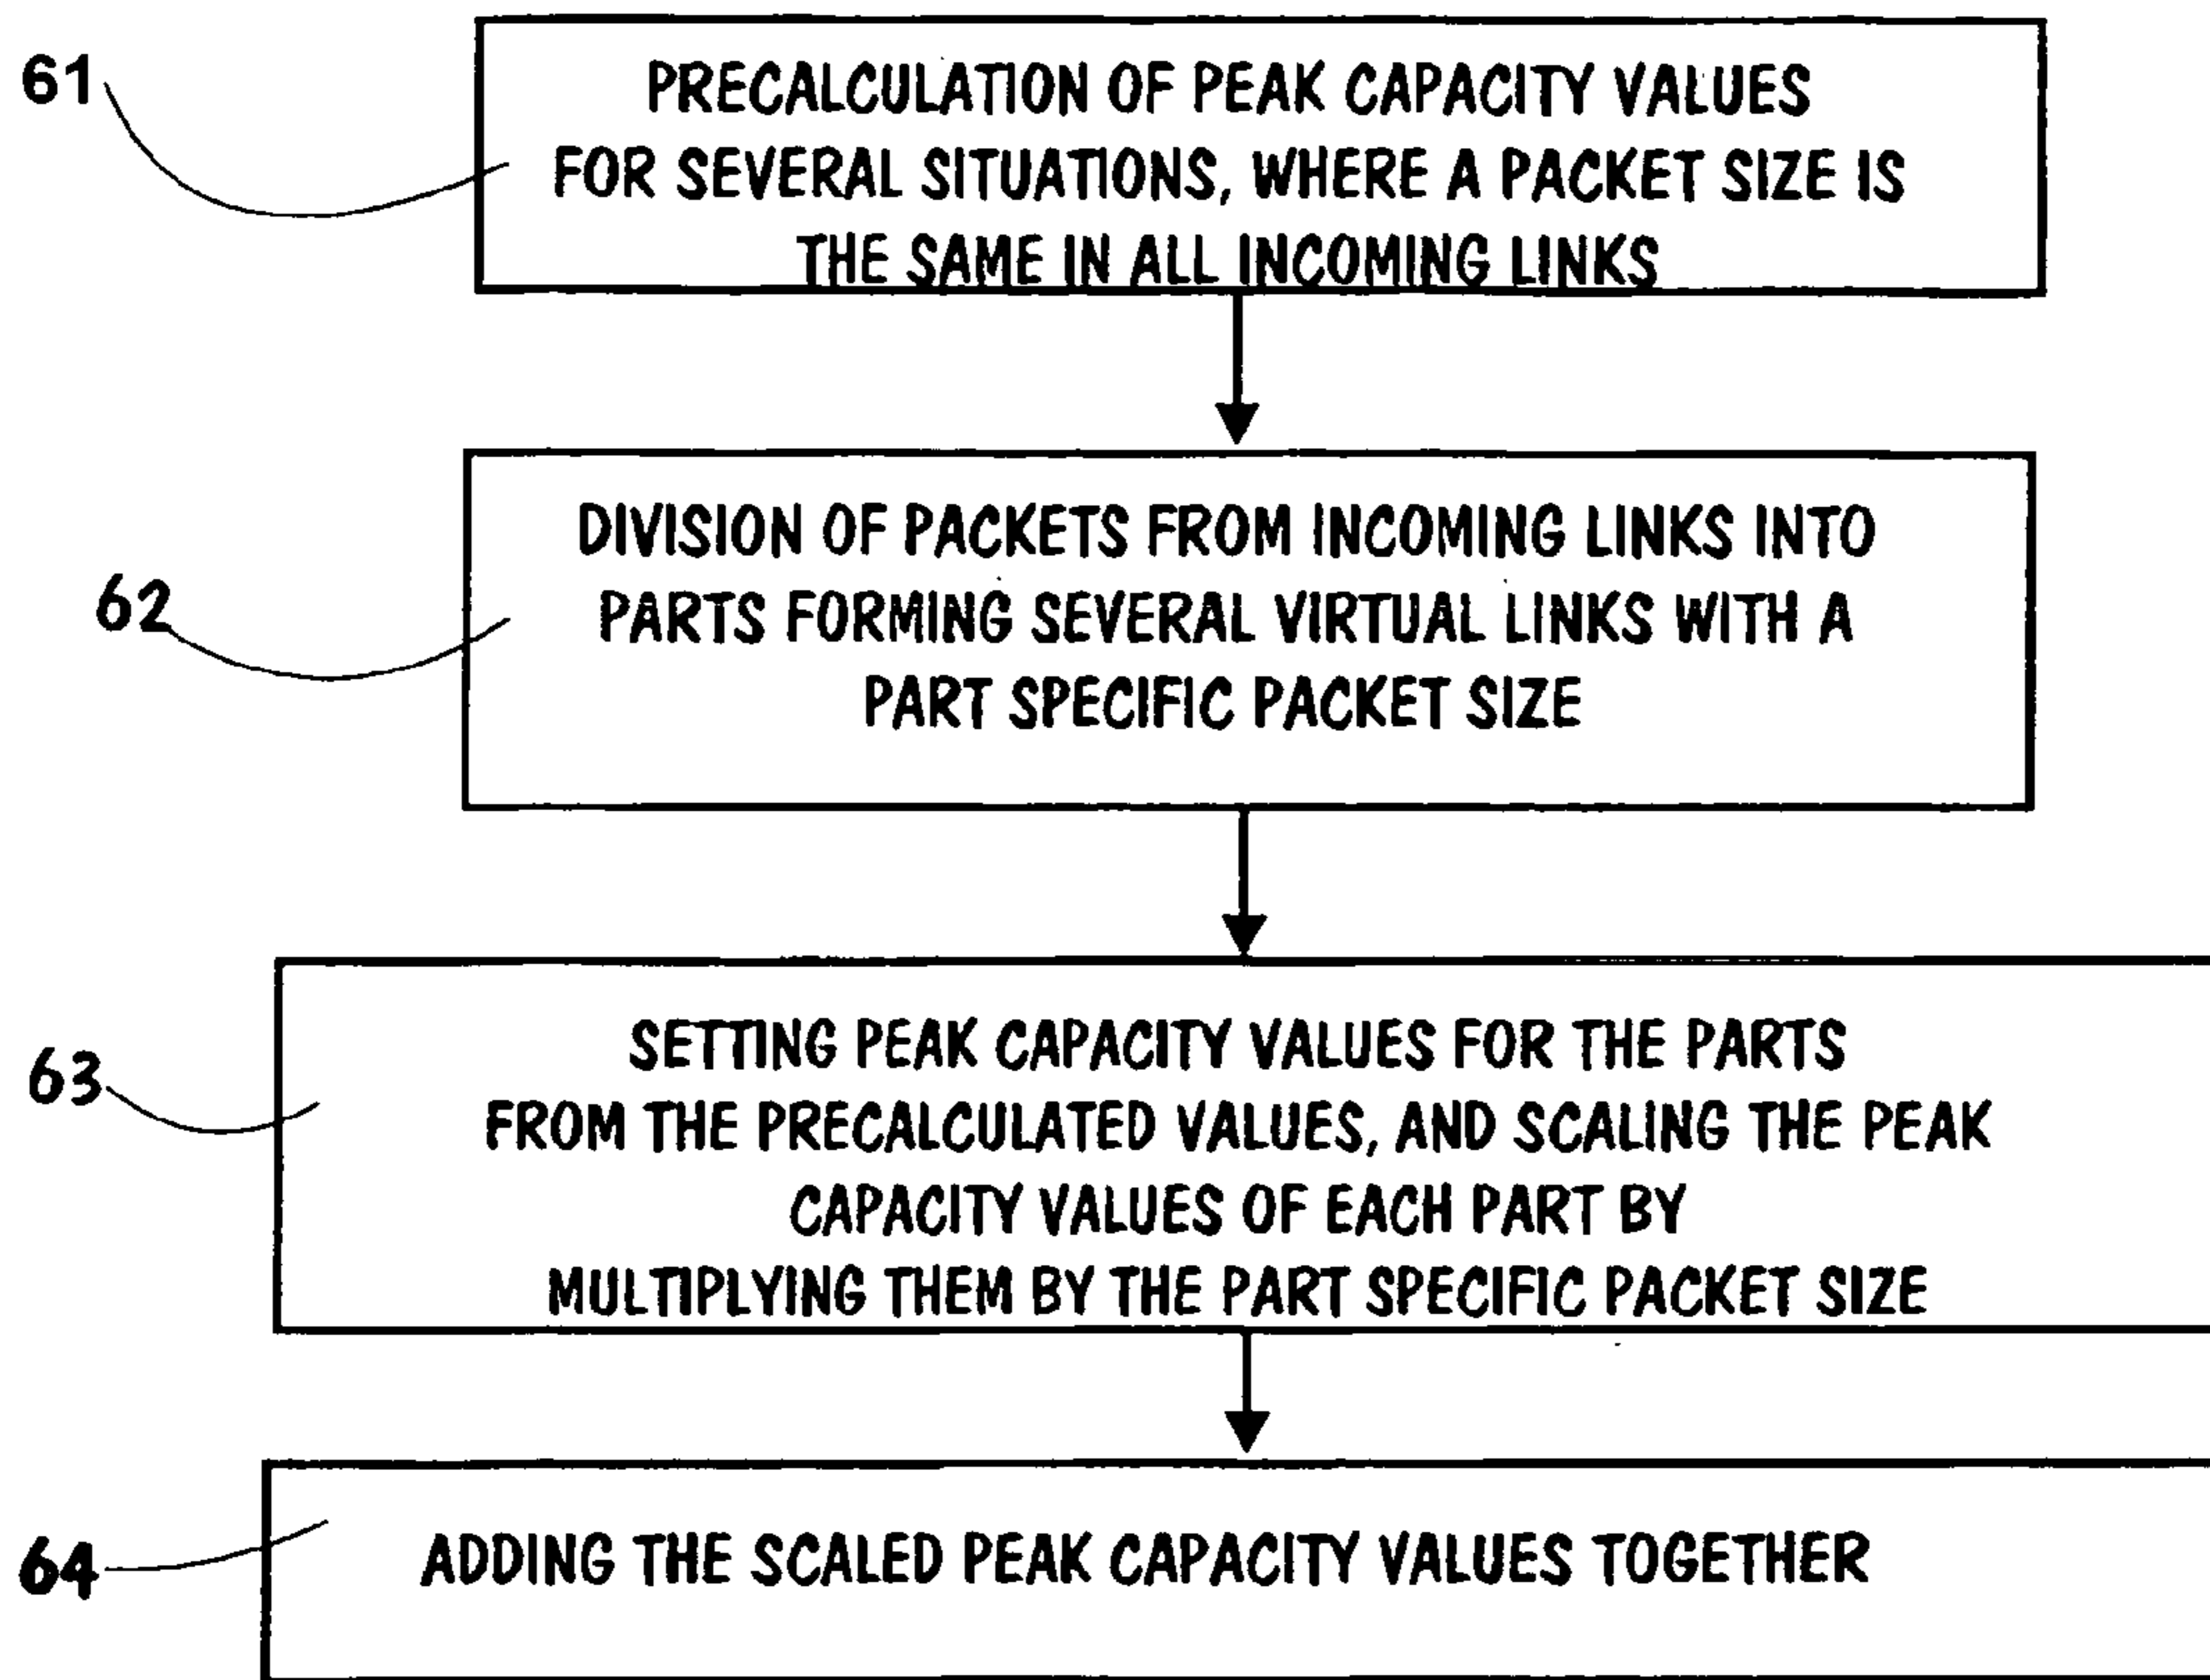 61
PRECALCULATION OF PEAK CAPACITY VALUES
FOR SEVERAL SITUATIONS, WHERE A PACKET SIZE IS
THE SAME IN ALL INCOMING LINKS
62
DIVISION OF PACKETS FROM INCOMING LINKS INTO
PARTS FORMING SEVERAL VIRTUAL LINKS WITH A
PART SPECIFIC PACKET SIZE
63
SETTING PEAK CAPACITY VALUES FOR THE PARTS
FROM THE PRECALCULATED VALUES, AND SCALING THE PEAK
CAPACITY VALUES OF EACH PART BY
MULTIPLYING THEM BY THE PART SPECIFIC PACKET SIZE
64
ADDING THE SCALED PEAK CAPACITY VALUES TOGETHER